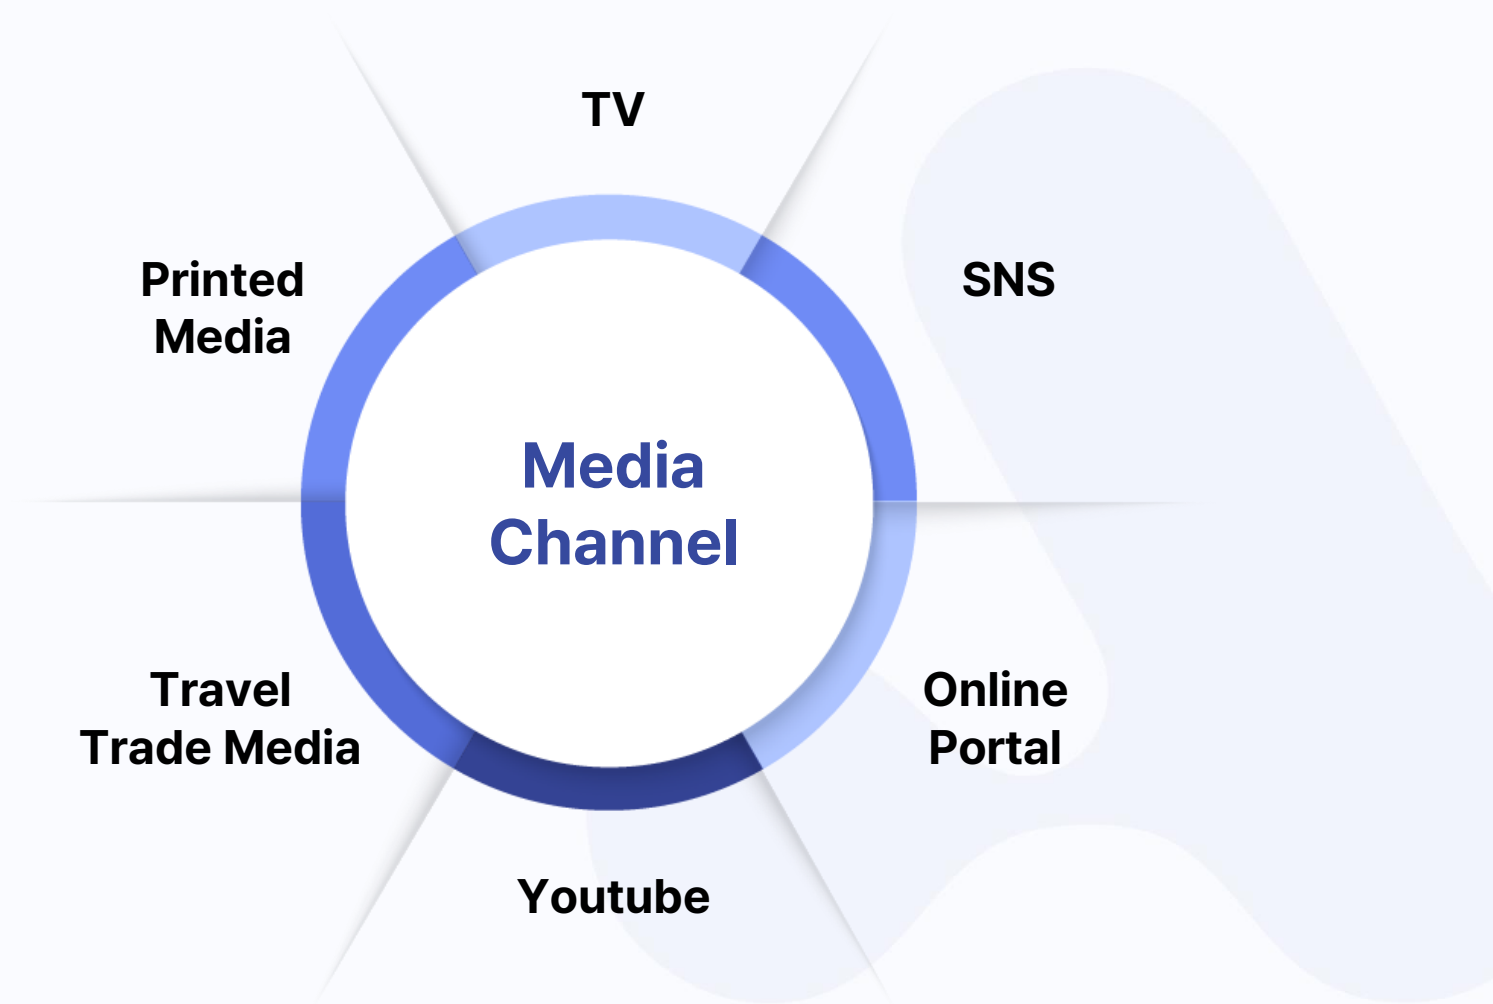 TV
SNS
Printed
Media
Media
Channel
Travel
Trade Media
Online
Portal
Youtube